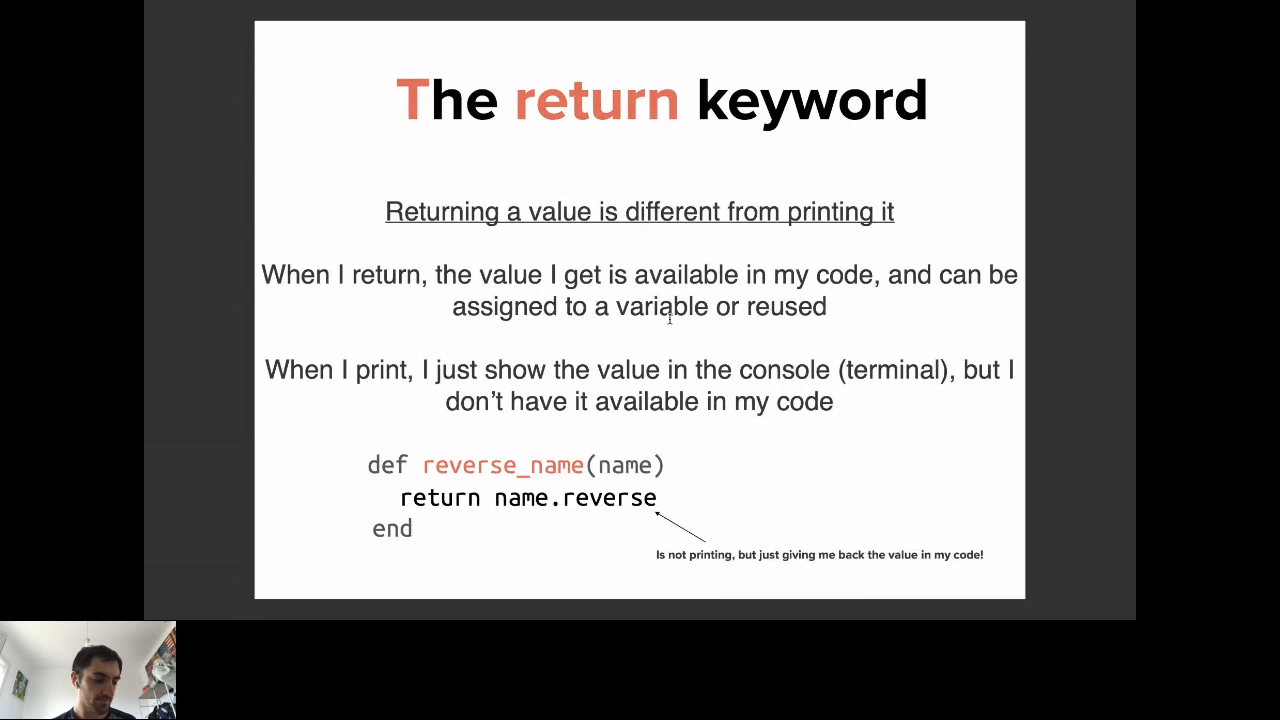 The return keyword
Returning a value is different from printing it
When I return, the value I get is available in my code, and can be
assigned to a variable or reused
When I print, I just show the value in the console (terminal), but I
don’t have it available in my code
def reverse_name(name)
return name.reverse
end
Is not printing, but just giving me back the value in my code!